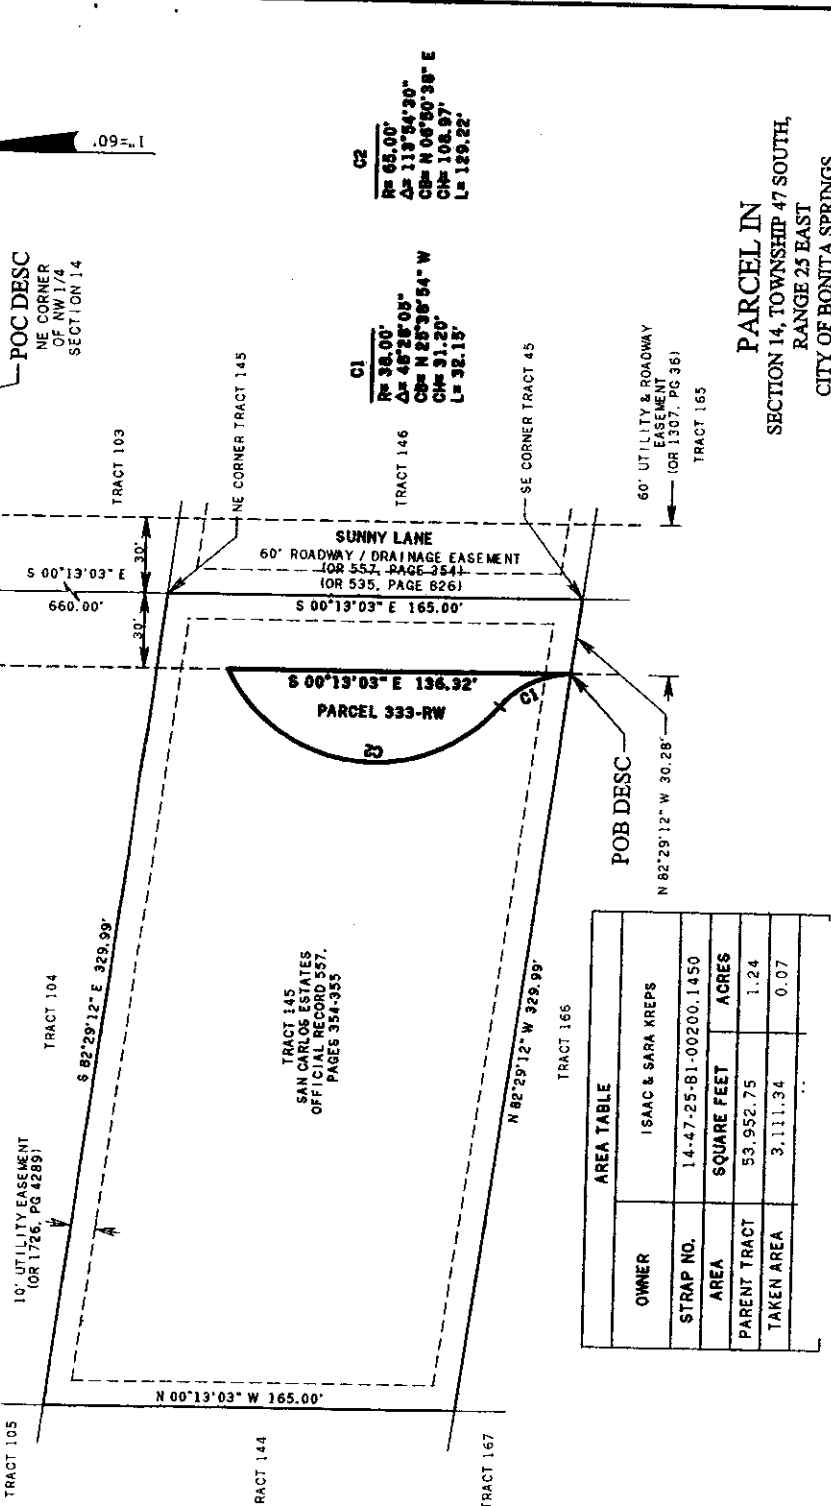 1"=60'
POC DESC
NE CORNER
OF NW 1/4
SECTION 14
C2
R= 65.00'
Δ= 113°54'30"
CB= N 06°50'38" E
CH= 108.97'
L= 129.22'
C1
R= 38.00'
Δ= 48°28'05"
CB= N 25°36'54" W
CH= 31.20'
L= 32.15'
TRACT 103
NE CORNER TRACT 145
TRACT 146
SE CORNER TRACT 45
60' UTILITY & ROADWAY
EASEMENT
(OR 1307, PG 36)
TRACT 165
PARCEL IN
SECTION 14, TOWNSHIP 47 SOUTH,
RANGE 25 EAST
CITY OF BONITA SPRINGS
S 00°13'03" E
660.00'
30'
30'
SUNNY LANE
60' ROADWAY / DRAINAGE EASEMENT
(OR 557, PAGE 354)
(OR 535, PAGE 826)
S 00°13'03" E 165.00'
S 00°13'03" E 136.32'
PARCEL 333-RW
C1
C2
POB DESC
N 82°29'12" W 30.28'
TRACT 104
S 82°29'12" E 329.99'
10' UTILITY EASEMENT
(OR 1726, PG 4289)
TRACT 145
SAN CARLOS ESTATES
OFFICIAL RECORD 557,
PAGES 354-355
N 82°29'12" W 329.99'
TRACT 166
N 00°13'03" W 165.00'
TRACT 105
RACT 144
TRACT 167
AREA TABLE
OWNER ISAAC & SARA KREPS
STRAP NO. 14-47-25-B1-00200.1450
AREA SQUARE FEET ACRES
PARENT TRACT 53,952.75 1.24
TAKEN AREA 3,111.34 0.07